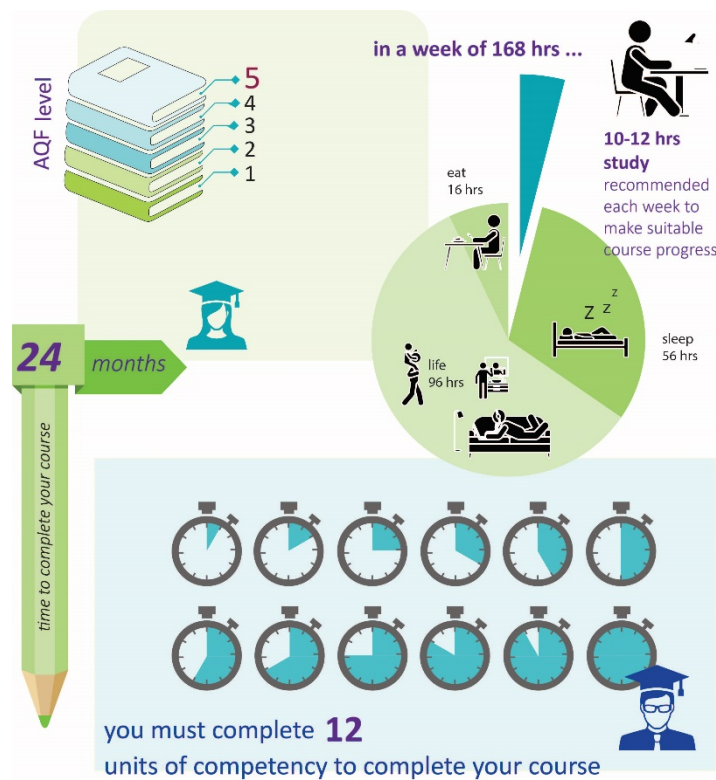 AQF level
5
4
3
2
1
in a week of 168 hrs ...
10-12 hrs
study
recommended
each week to
make suitable
course progress
eat
16 hrs
z
Z
Z
sleep
56 hrs
life
96 hrs
24
months
time to complete your course
you must complete 12
units of competency to complete your course